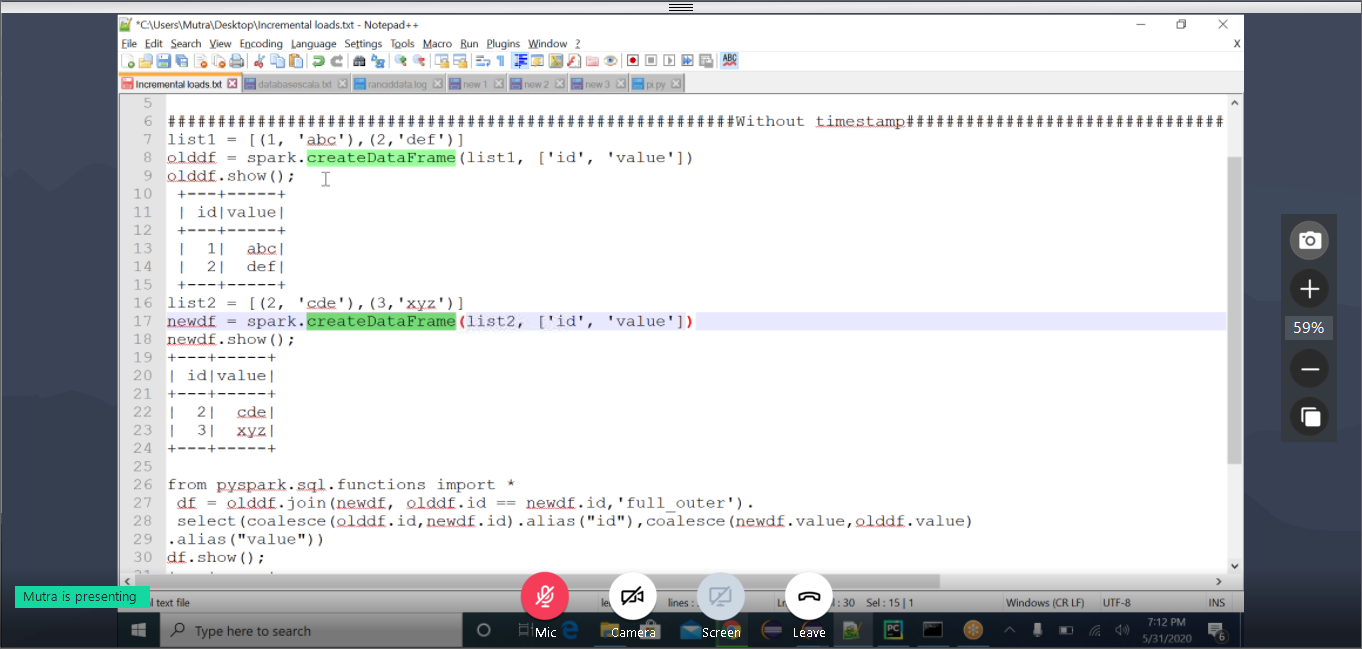 *C:\Users\Mutra\Desktop\Incremental loads.txt - Notepad++
File Edit Search View Encoding Language Settings Tools Macro Run Plugins Window ?
X
ABC
Incremental loads.txt databasescala.txt ranciddata.log new 1 new 2 new 3 pi.py
5
6 #########################################################Without timestamp################################
7 list1 = [(1, 'abc'),(2,'def')]
8 olddf = spark.createDataFrame(list1, ['id', 'value'])
9 olddf.show();
10 +---+-----+
11 | id|value|
12 +---+-----+
13 | 1| abc|
14 | 2| def|
15 +---+-----+
16 list2 = [(2, 'cde'),(3,'xyz')]
17 newdf = spark.createDataFrame(list2, ['id', 'value'])
18 newdf.show();
19 +---+-----+
20 | id|value|
21 +---+-----+
22 | 2| cde|
23 | 3| xyz|
24 +---+-----+
25
26 from pyspark.sql.functions import *
27 df = olddf.join(newdf, olddf.id == newdf.id,'full_outer').
28 select(coalesce(olddf.id,newdf.id).alias("id"),coalesce(newdf.value,olddf.value)
29 .alias("value"))
30 df.show();
59%
Mutra is presenting
text file lines : :30 Sel : 15 | 1 Windows (CR LF) UTF-8 INS
Type here to search
Mic Camera Screen Leave
PC
7:12 PM
5/31/2020
6